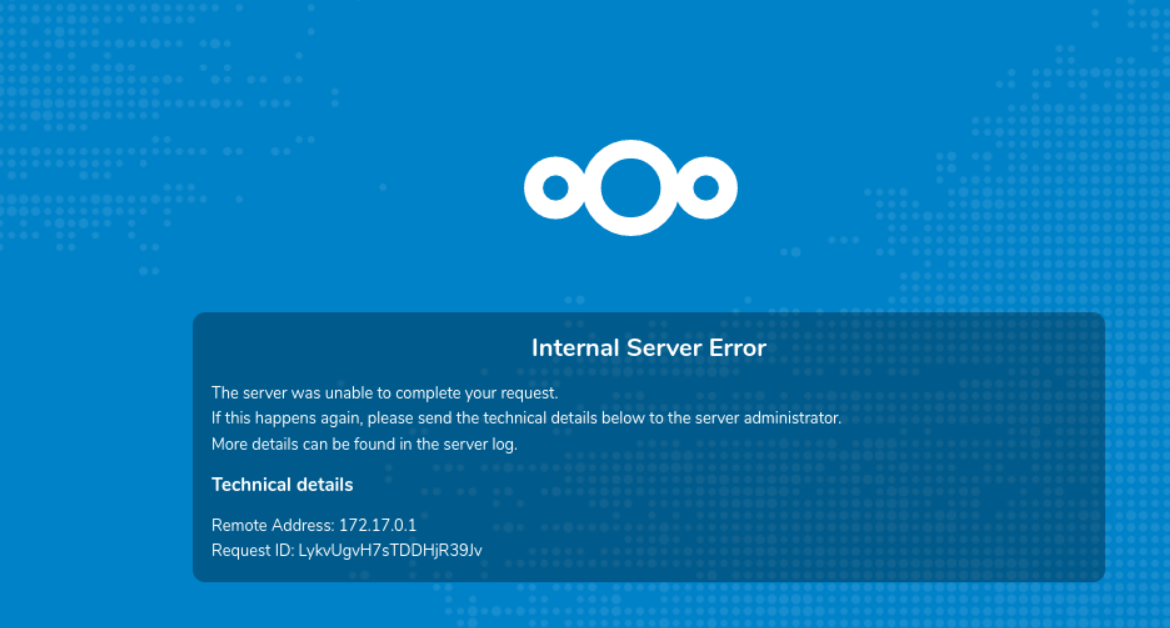 Internal Server Error
The server was unable to complete your request.
If this happens again, please send the technical details below to the server administrator.
More details can be found in the server log.
Technical details
Remote Address: 172.17.0.1
Request ID: LykvUgvH7sTDDHjR39Jv